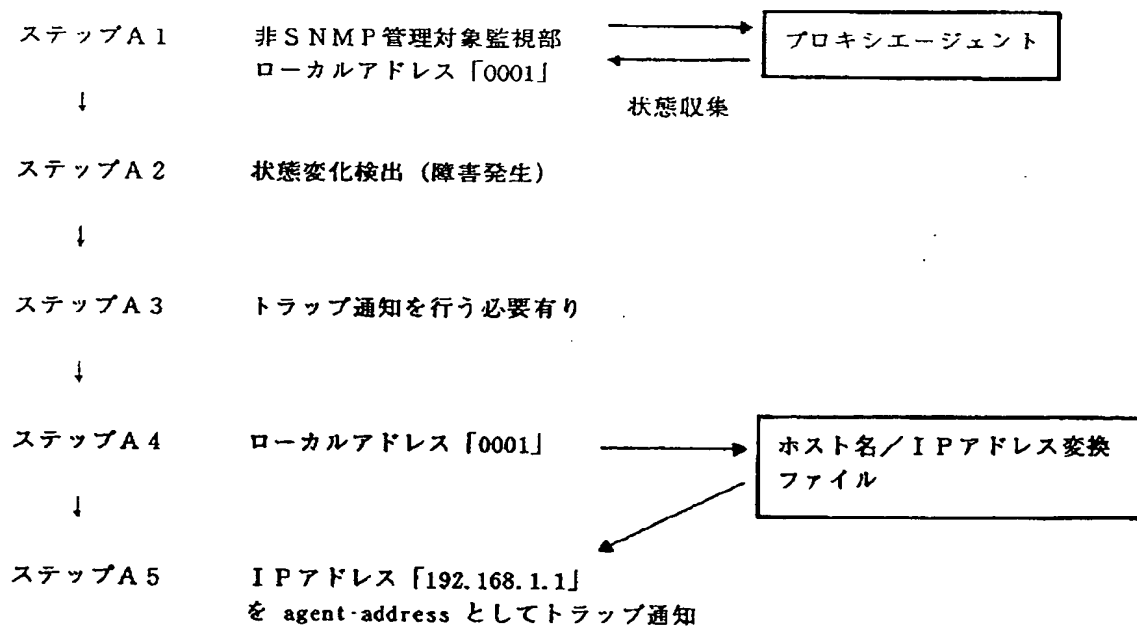 ステップA1
非SNMP管理対象監視部
ローカルアドレス「0001」
プロキシエージェント
状態収集
↓
ステップA2
状態変化検出(障害発生)
↓
ステップA3
トラップ通知を行う必要有り
↓
ステップA4
ローカルアドレス「0001」
ホスト名/IPアドレス変換
ファイル
↓
ステップA5
IPアドレス「192.168.1.1」
を agent-address としてトラップ通知